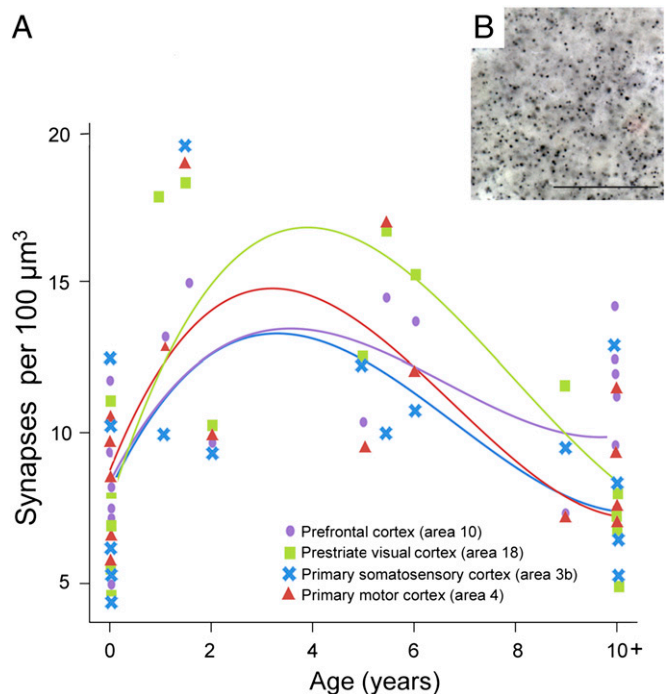 A
B
Synapses per 100 µm³
20
15
10
5
Prefrontal cortex (area 10)
Prestriate visual cortex (area 18)
Primary somatosensory cortex (area 3b)
Primary motor cortex (area 4)
0 2 4 6 8 10+
Age (years)